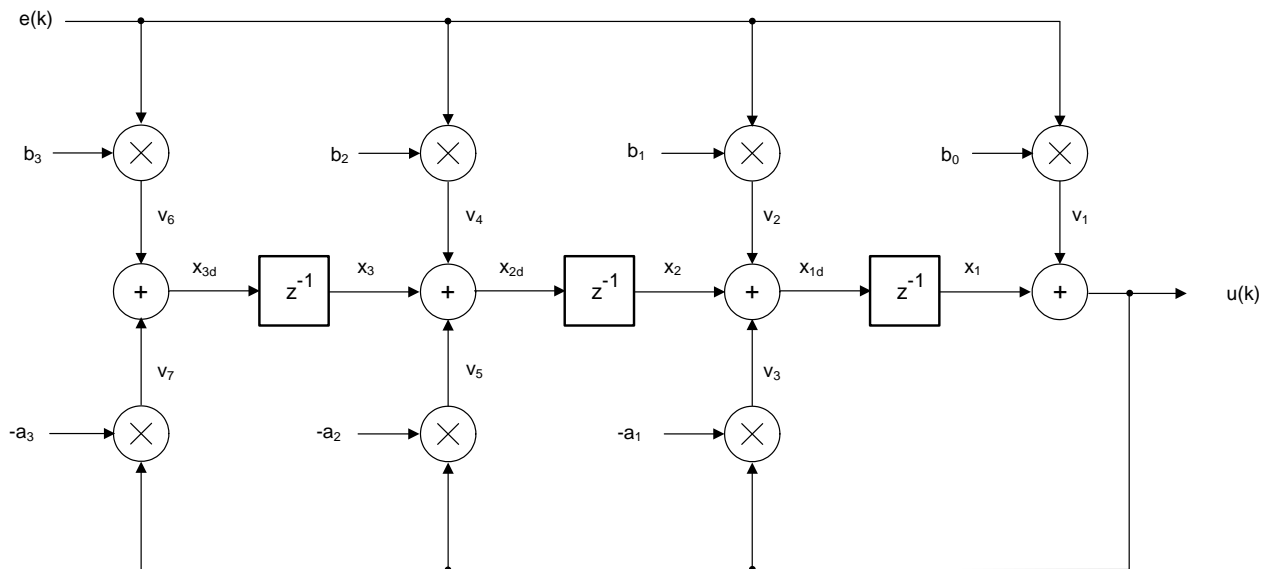 e(k)
b₃
b₂
b₁
b₀
v₆
v₄
v₂
v₁
x₃d
x₃
x₂d
x₂
x₁d
x₁
+
z⁻¹
+
z⁻¹
+
z⁻¹
+
u(k)
v₇
v₅
v₃
-a₃
-a₂
-a₁